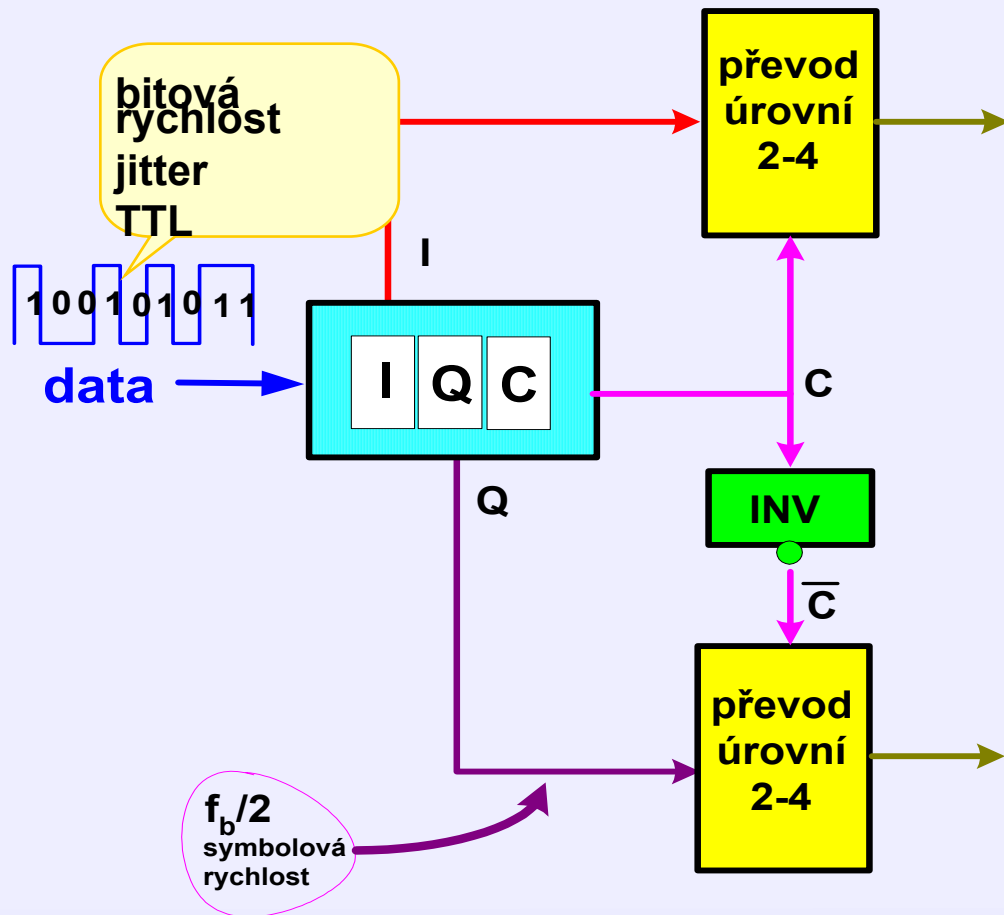 bitová
rychlost
jitter
TTL
převod
úrovní
2-4
I
1 0 0 1 0 1 0 1 1
data
I Q C
C
Q
INV
C̅
převod
úrovní
2-4
f_b/2
symbolová
rychlost